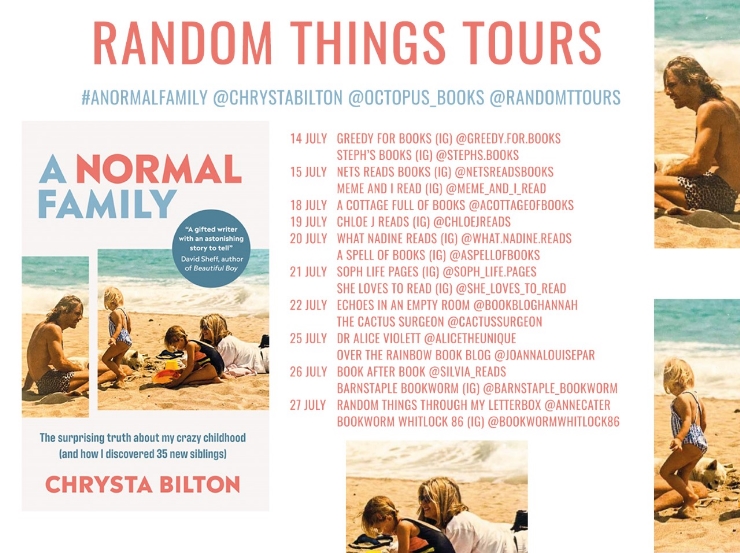 RANDOM THINGS TOURS
#ANORMALFAMILY @CHRYSTABILTON @OCTOPUS_BOOKS @RANDOMTTOURS
A NORMAL
FAMILY
"A gifted writer
with an astonishing
story to tell"
David Sheff, author
of Beautiful Boy
The surprising truth about my crazy childhood
(and how I discovered 35 new siblings)
CHRYSTA BILTON
14 JULY GREEDY FOR BOOKS (IG) @GREEDY.FOR.BOOKS
STEPH'S BOOKS (IG) @STEPHS.BOOKS
15 JULY NETS READS BOOKS (IG) @NETSREADSBOOKS
MEME AND I READ (IG) @MEME_AND_I_READ
18 JULY A COTTAGE FULL OF BOOKS @ACOTTAGEOFBOOKS
19 JULY CHLOE J READS (IG) @CHLOEJREADS
20 JULY WHAT NADINE READS (IG) @WHAT.NADINE.READS
A SPELL OF BOOKS (IG) @ASPELLOFBOOKS
21 JULY SOPH LIFE PAGES (IG) @SOPH_LIFE.PAGES
SHE LOVES TO READ (IG) @SHE_LOVES_TO_READ
22 JULY ECHOES IN AN EMPTY ROOM @BOOKBLOGHANNAH
THE CACTUS SURGEON @CACTUSSURGEON
25 JULY DR ALICE VIOLETT @ALICETHEUNIQUE
OVER THE RAINBOW BOOK BLOG @JOANNALOUISEPAR
26 JULY BOOK AFTER BOOK @SILVIA_READS
BARNSTAPLE BOOKWORM (IG) @BARNSTAPLE_BOOKWORM
27 JULY RANDOM THINGS THROUGH MY LETTERBOX @ANNECATER
BOOKWORM WHITLOCK 86 (IG) @BOOKWORMWHITLOCK86